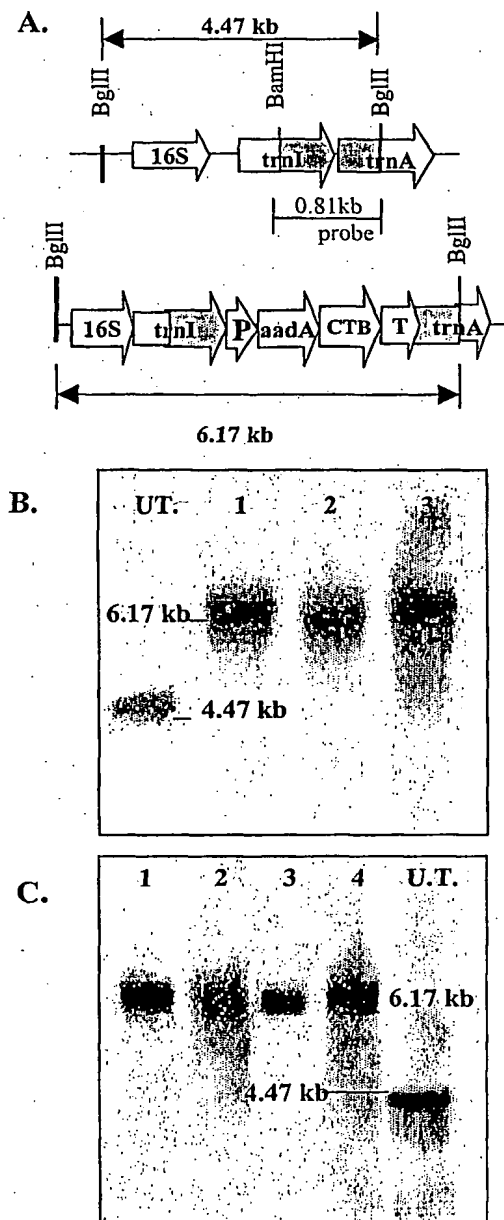 A.
4.47 kb
BglII
BamHI
BglII
16S
trnI
trnA
0.81kb
probe
BglII
BglII
16S
trnI
P
aadA
CTB
T
trnA
6.17 kb
B.
UT.
1
2
3
6.17 kb
4.47 kb
C.
1
2
3
4
U.T.
6.17 kb
4.47 kb